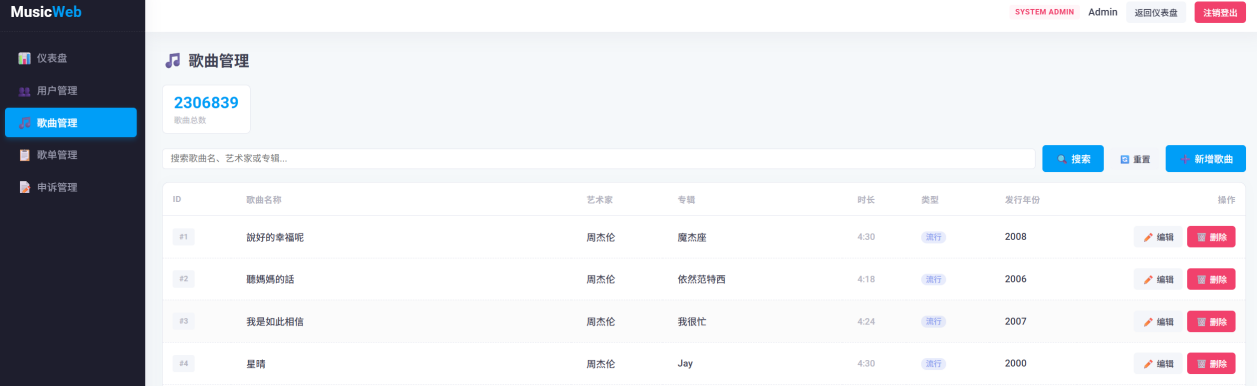 MusicWeb
SYSTEM ADMIN Admin 返回仪表盘 注销登出
仪表盘
用户管理
歌曲管理
歌单管理
申诉管理
歌曲管理
2306839
歌曲总数
搜索歌曲名、艺术家或专辑... 搜索 重置 新增歌曲
ID 歌曲名称 艺术家 专辑 时长 类型 发行年份 操作
#1 說好的幸福呢 周杰伦 魔杰座 4:30 流行 2008 编辑 删除
#2 聽媽媽的話 周杰伦 依然范特西 4:18 流行 2006 编辑 删除
#3 我是如此相信 周杰伦 我很忙 4:24 流行 2007 编辑 删除
#4 星晴 周杰伦 Jay 4:30 流行 2000 编辑 删除